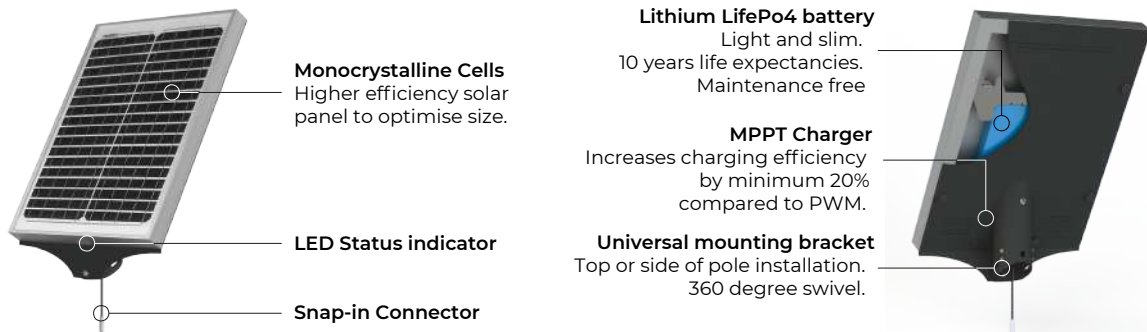 Monocrystalline Cells
Higher efficiency solar
panel to optimise size.
LED Status indicator
Snap-in Connector
Lithium LifePo4 battery
Light and slim.
10 years life expectancies.
Maintenance free
MPPT Charger
Increases charging efficiency
by minimum 20%
compared to PWM.
Universal mounting bracket
Top or side of pole installation.
360 degree swivel.